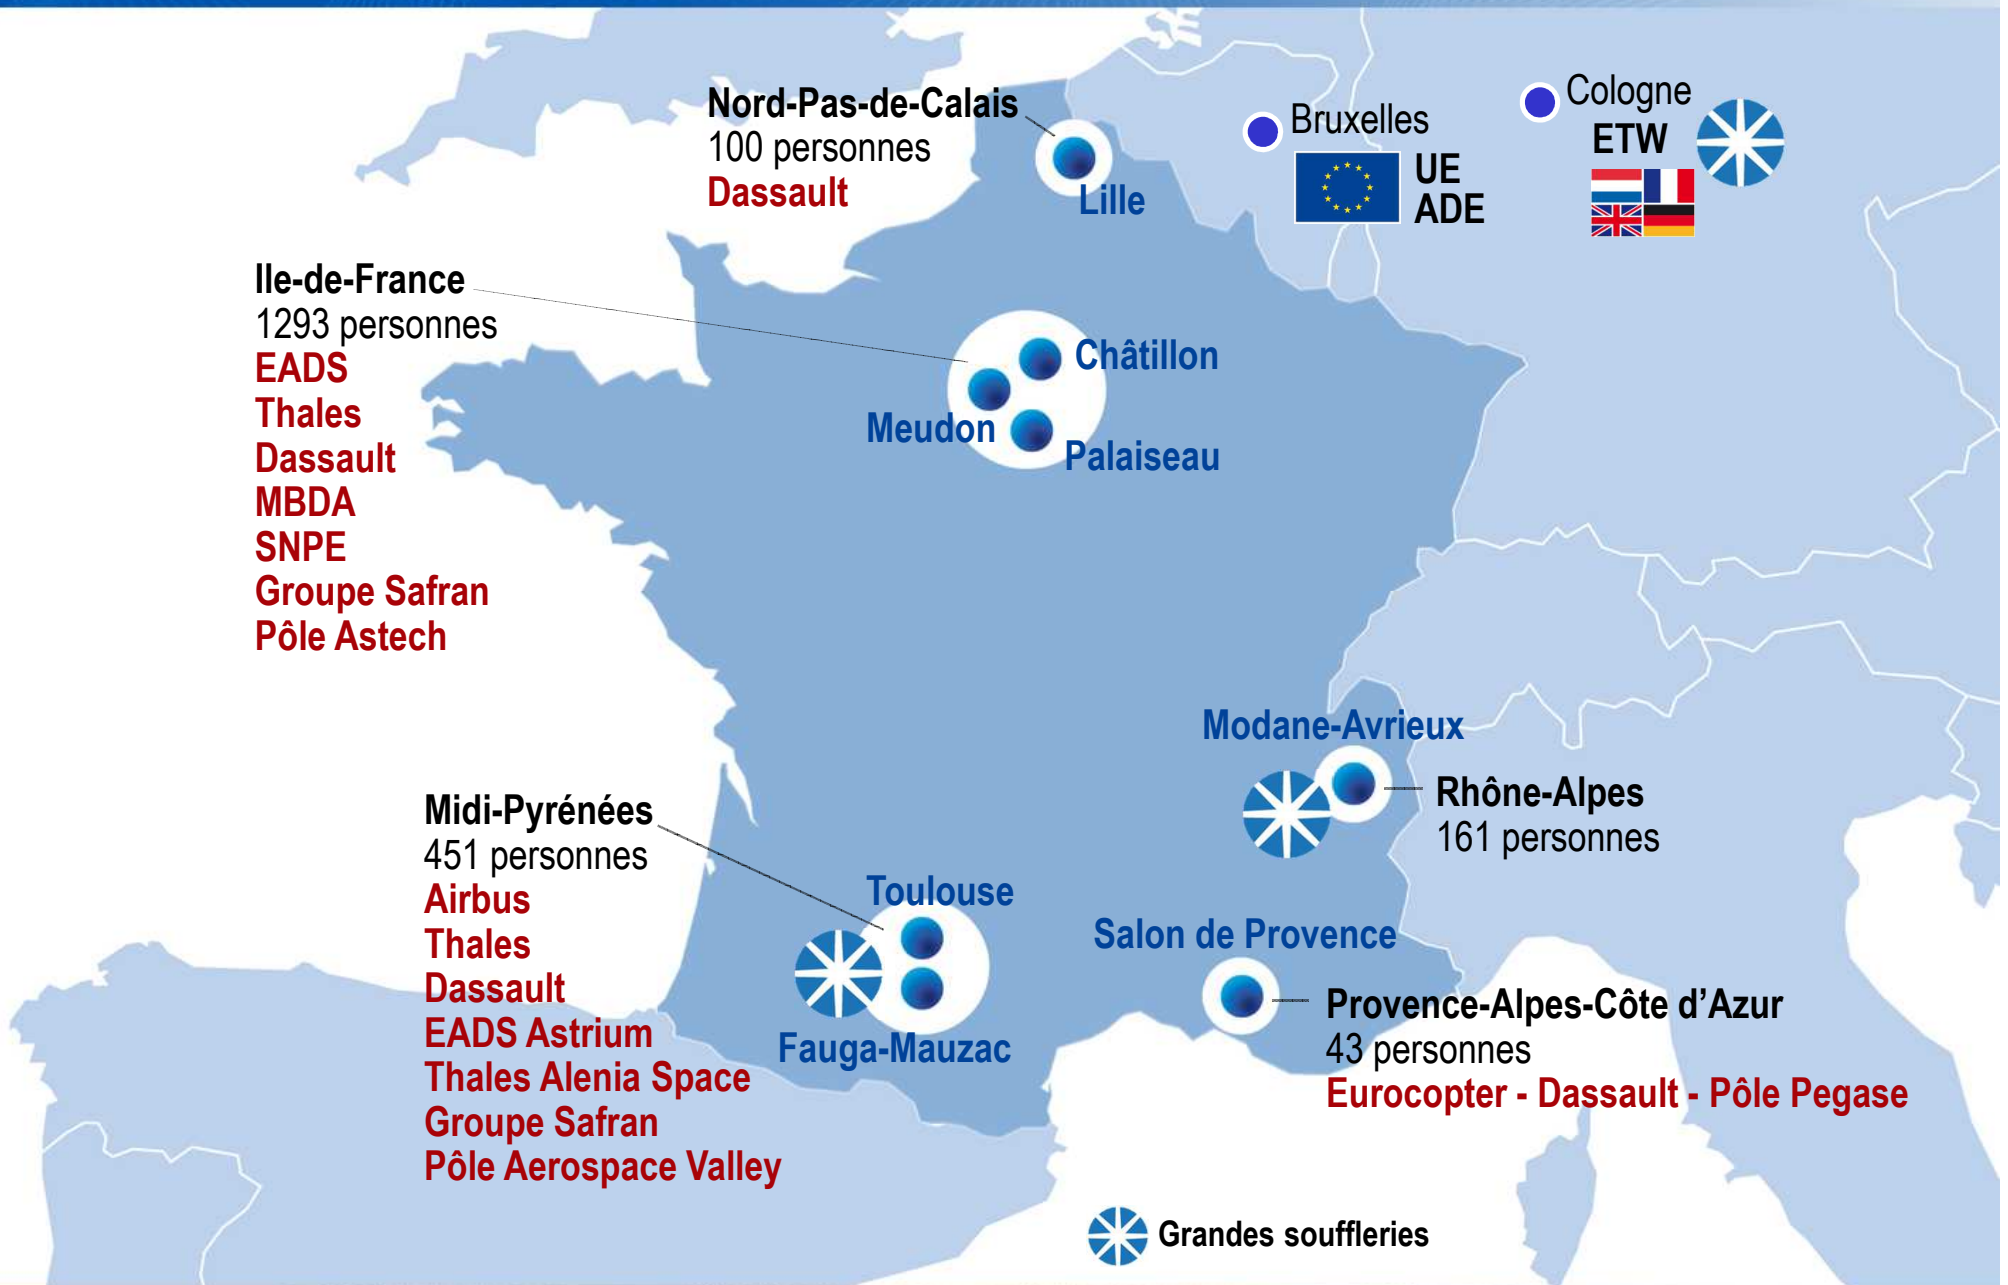 Nord-Pas-de-Calais
100 personnes
Dassault
Lille
Bruxelles
UE
ADE
Cologne
ETW
Ile-de-France
1293 personnes
EADS
Thales
Dassault
MBDA
SNPE
Groupe Safran
Pôle Astech
Châtillon
Meudon
Palaiseau
Modane-Avrieux
Rhône-Alpes
161 personnes
Midi-Pyrénées
451 personnes
Airbus
Thales
Dassault
EADS Astrium
Thales Alenia Space
Groupe Safran
Pôle Aerospace Valley
Toulouse
Fauga-Mauzac
Salon de Provence
Provence-Alpes-Côte d’Azur
43 personnes
Eurocopter - Dassault - Pôle Pegase
Grandes souffleries